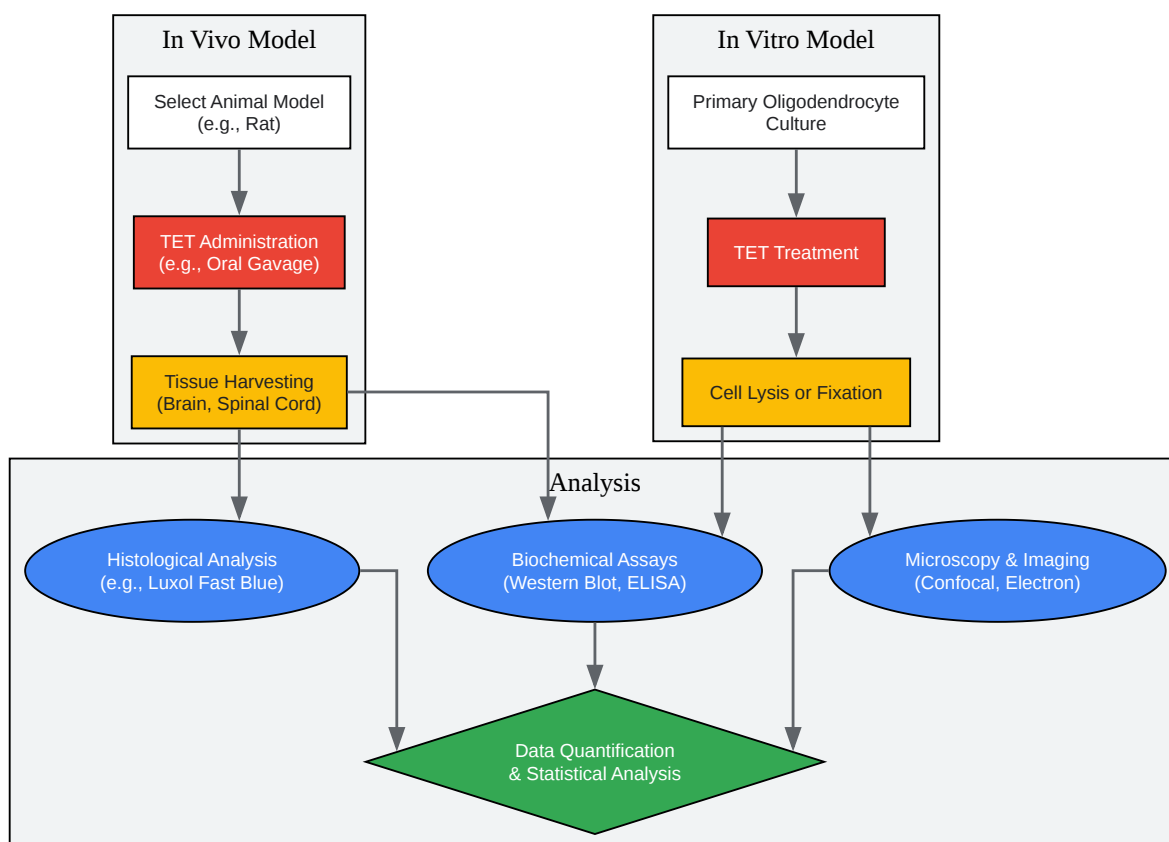 In Vivo Model
Select Animal Model
(e.g., Rat)
TET Administration
(e.g., Oral Gavage)
Tissue Harvesting
(Brain, Spinal Cord)
In Vitro Model
Primary Oligodendrocyte
Culture
TET Treatment
Cell Lysis or Fixation
Analysis
Histological Analysis
(e.g., Luxol Fast Blue)
Biochemical Assays
(Western Blot, ELISA)
Microscopy & Imaging
(Confocal, Electron)
Data Quantification
& Statistical Analysis